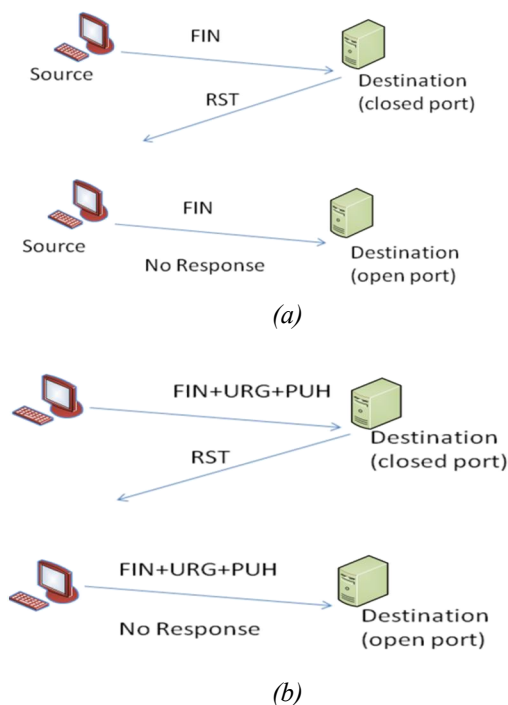 FIN
Source
Destination
(closed port)
RST
FIN
Source
Destination
(open port)
No Response
(a)
FIN+URG+PUH
Destination
(closed port)
RST
FIN+URG+PUH
Destination
(open port)
No Response
(b)